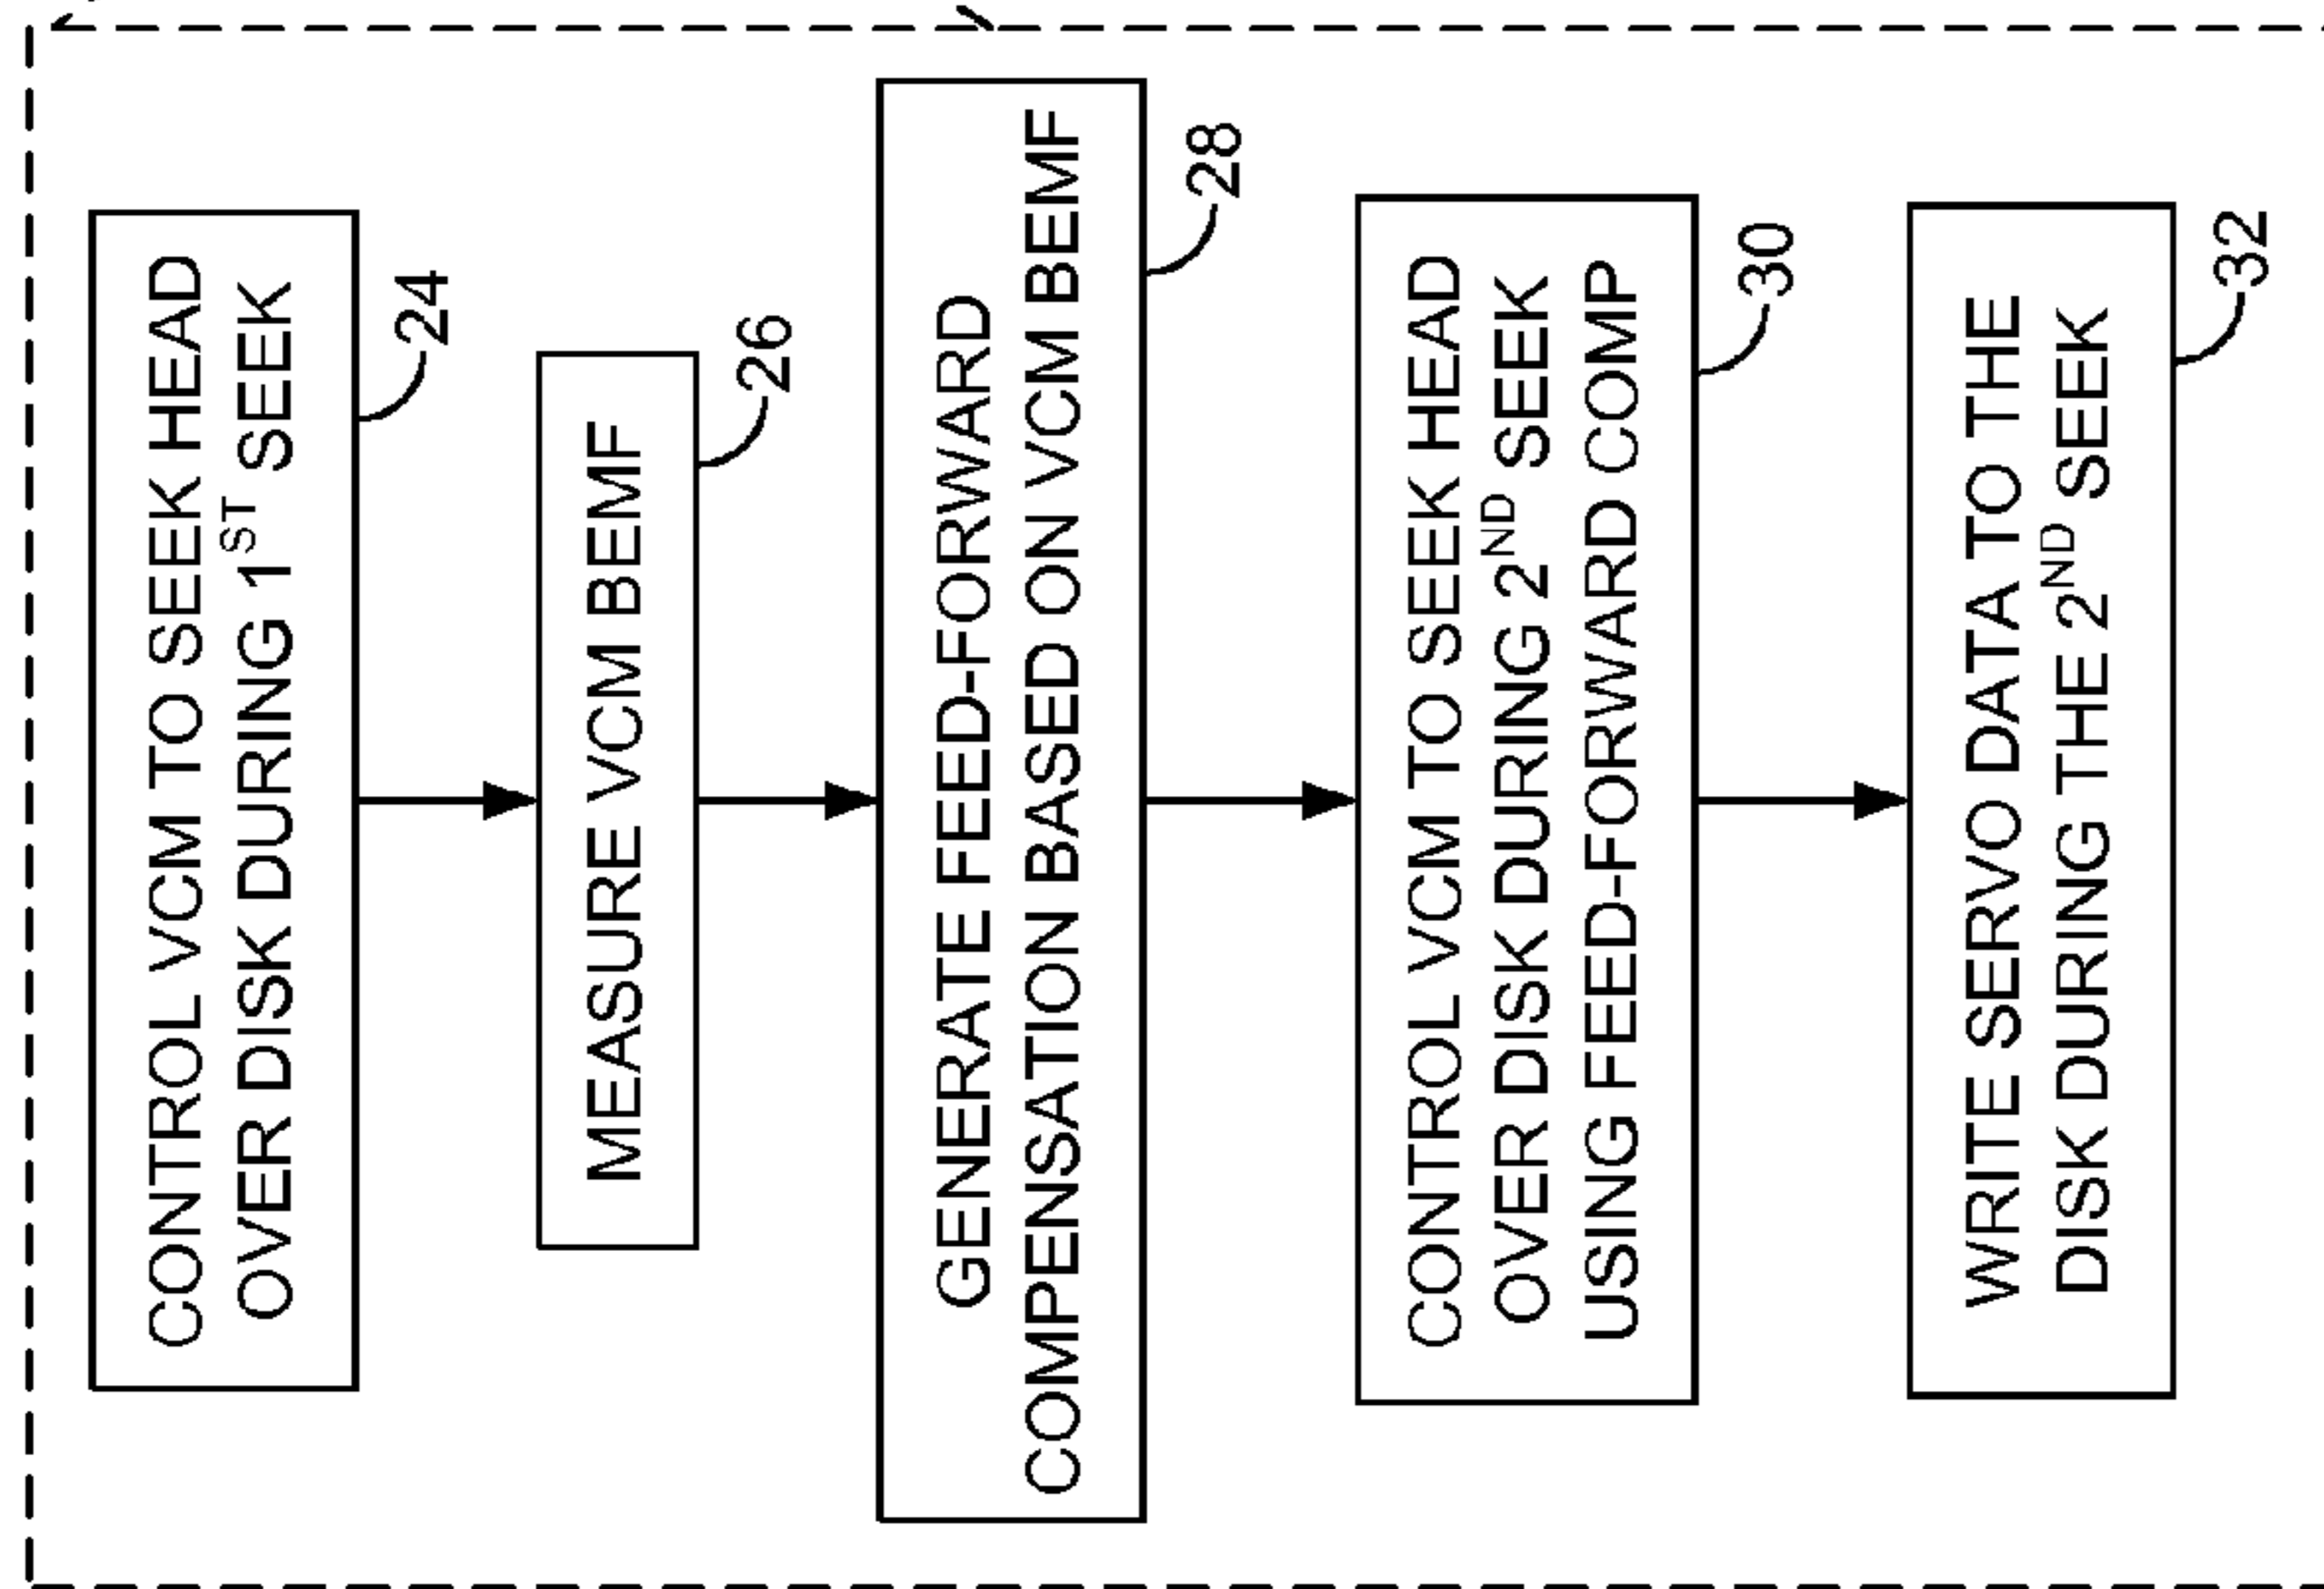 CONTROL VCM TO SEEK HEAD
OVER DISK DURING 1ST SEEK
24
MEASURE VCM BEMF
26
GENERATE FEED-FORWARD
COMPENSATION BASED ON VCM BEMF
28
CONTROL VCM TO SEEK HEAD
OVER DISK DURING 2ND SEEK
USING FEED-FORWARD COMP
30
WRITE SERVO DATA TO THE
DISK DURING THE 2ND SEEK
32